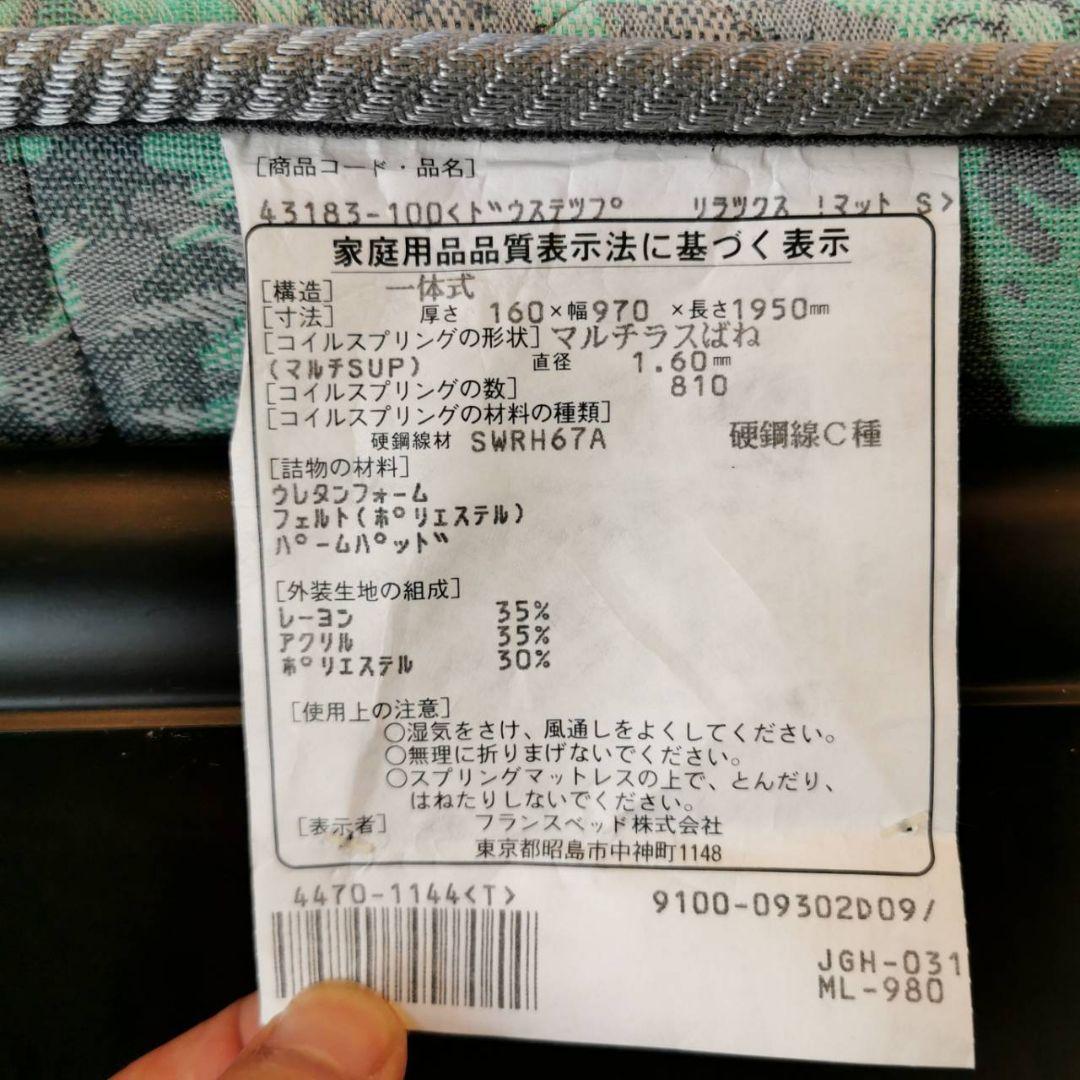 [商品コード・品名]
43183-100<ドウステツプ リラツクス !マット S>
家庭用品品質表示法に基づく表示
[構造] 一体式
[寸法] 厚さ 160×幅970 ×長さ1950mm
[コイルスプリングの形状] マルチラスばね
(マルチSUP) 直径 1.60mm
[コイルスプリングの数] 810
[コイルスプリングの材料の種類]
硬鋼線材 SWRH67A 硬鋼線C種
[詰物の材料]
ウレタンフォーム
フェルト(ポリエステル)
パームパッド
[外装生地の組成]
レーヨン 35%
アクリル 35%
ポリエステル 30%
[使用上の注意]
○湿気をさけ、風通しをよくしてください。
○無理に折りまげないでください。
○スプリングマットレスの上で、とんだり、
はねたりしないでください。
[表示者] フランスベッド株式会社
東京都昭島市中神町1148
4470-1144<T> 9100-09302D09/
JGH-031
ML-980